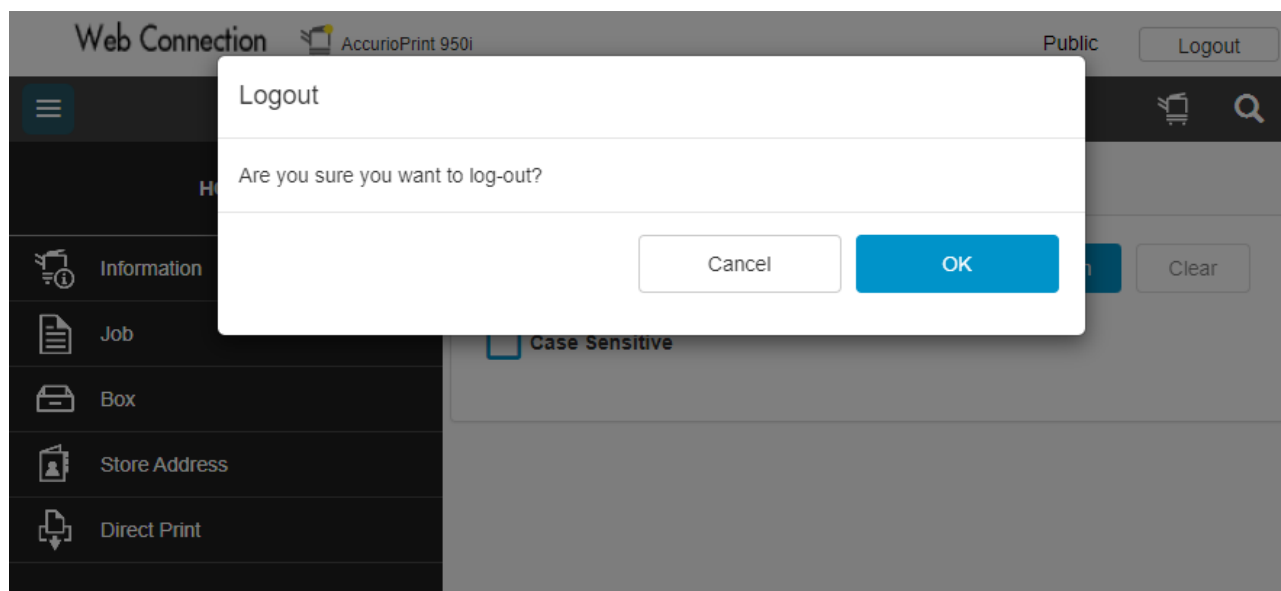 Web Connection AccurioPrint 950i Public Logout
Logout
Are you sure you want to log-out?
Cancel OK Clear
Information
Job
Case Sensitive
Box
Store Address
Direct Print